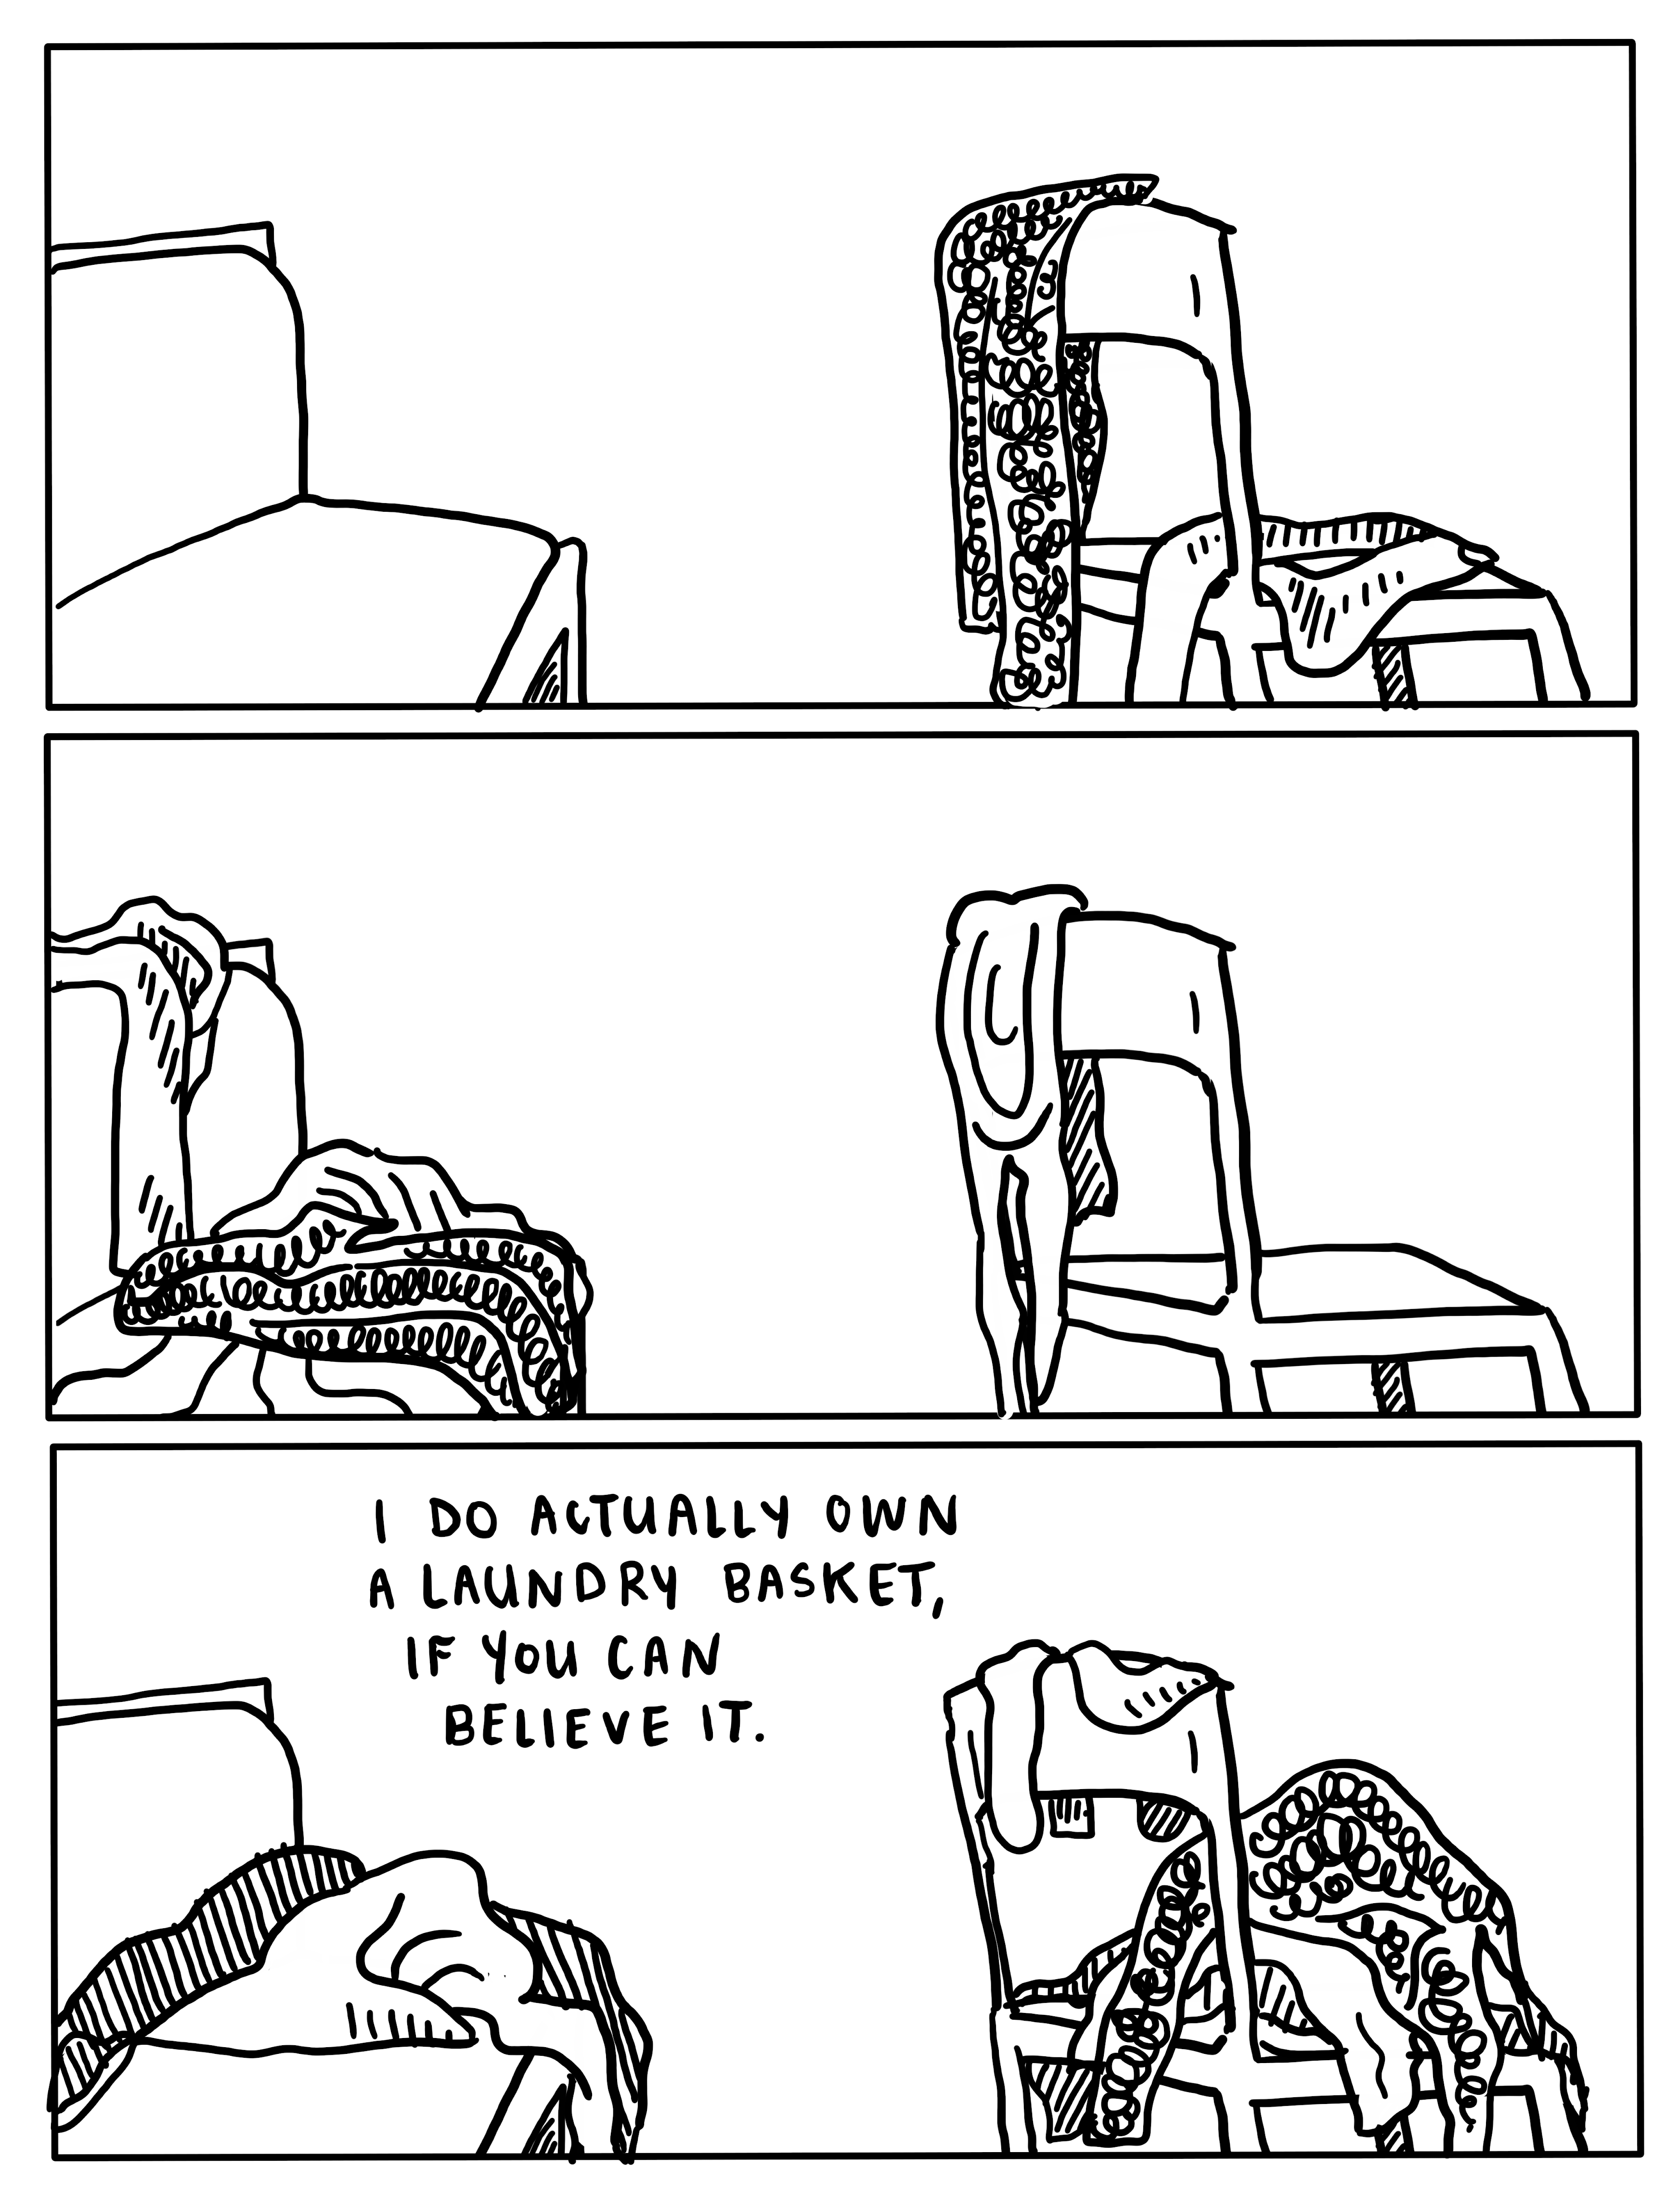 I DO ACTUALLY OWN
A LAUNDRY BASKET,
IF YOU CAN
BELIEVE IT.